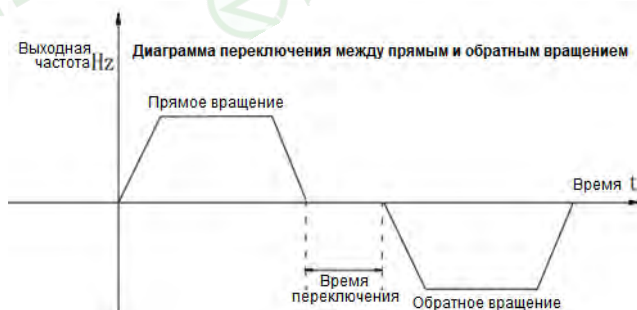 Диаграмма переключения между прямым и обратным вращением
Выходная
частота Hz
Прямое вращение
Время t
Время
переключения
Обратное вращение